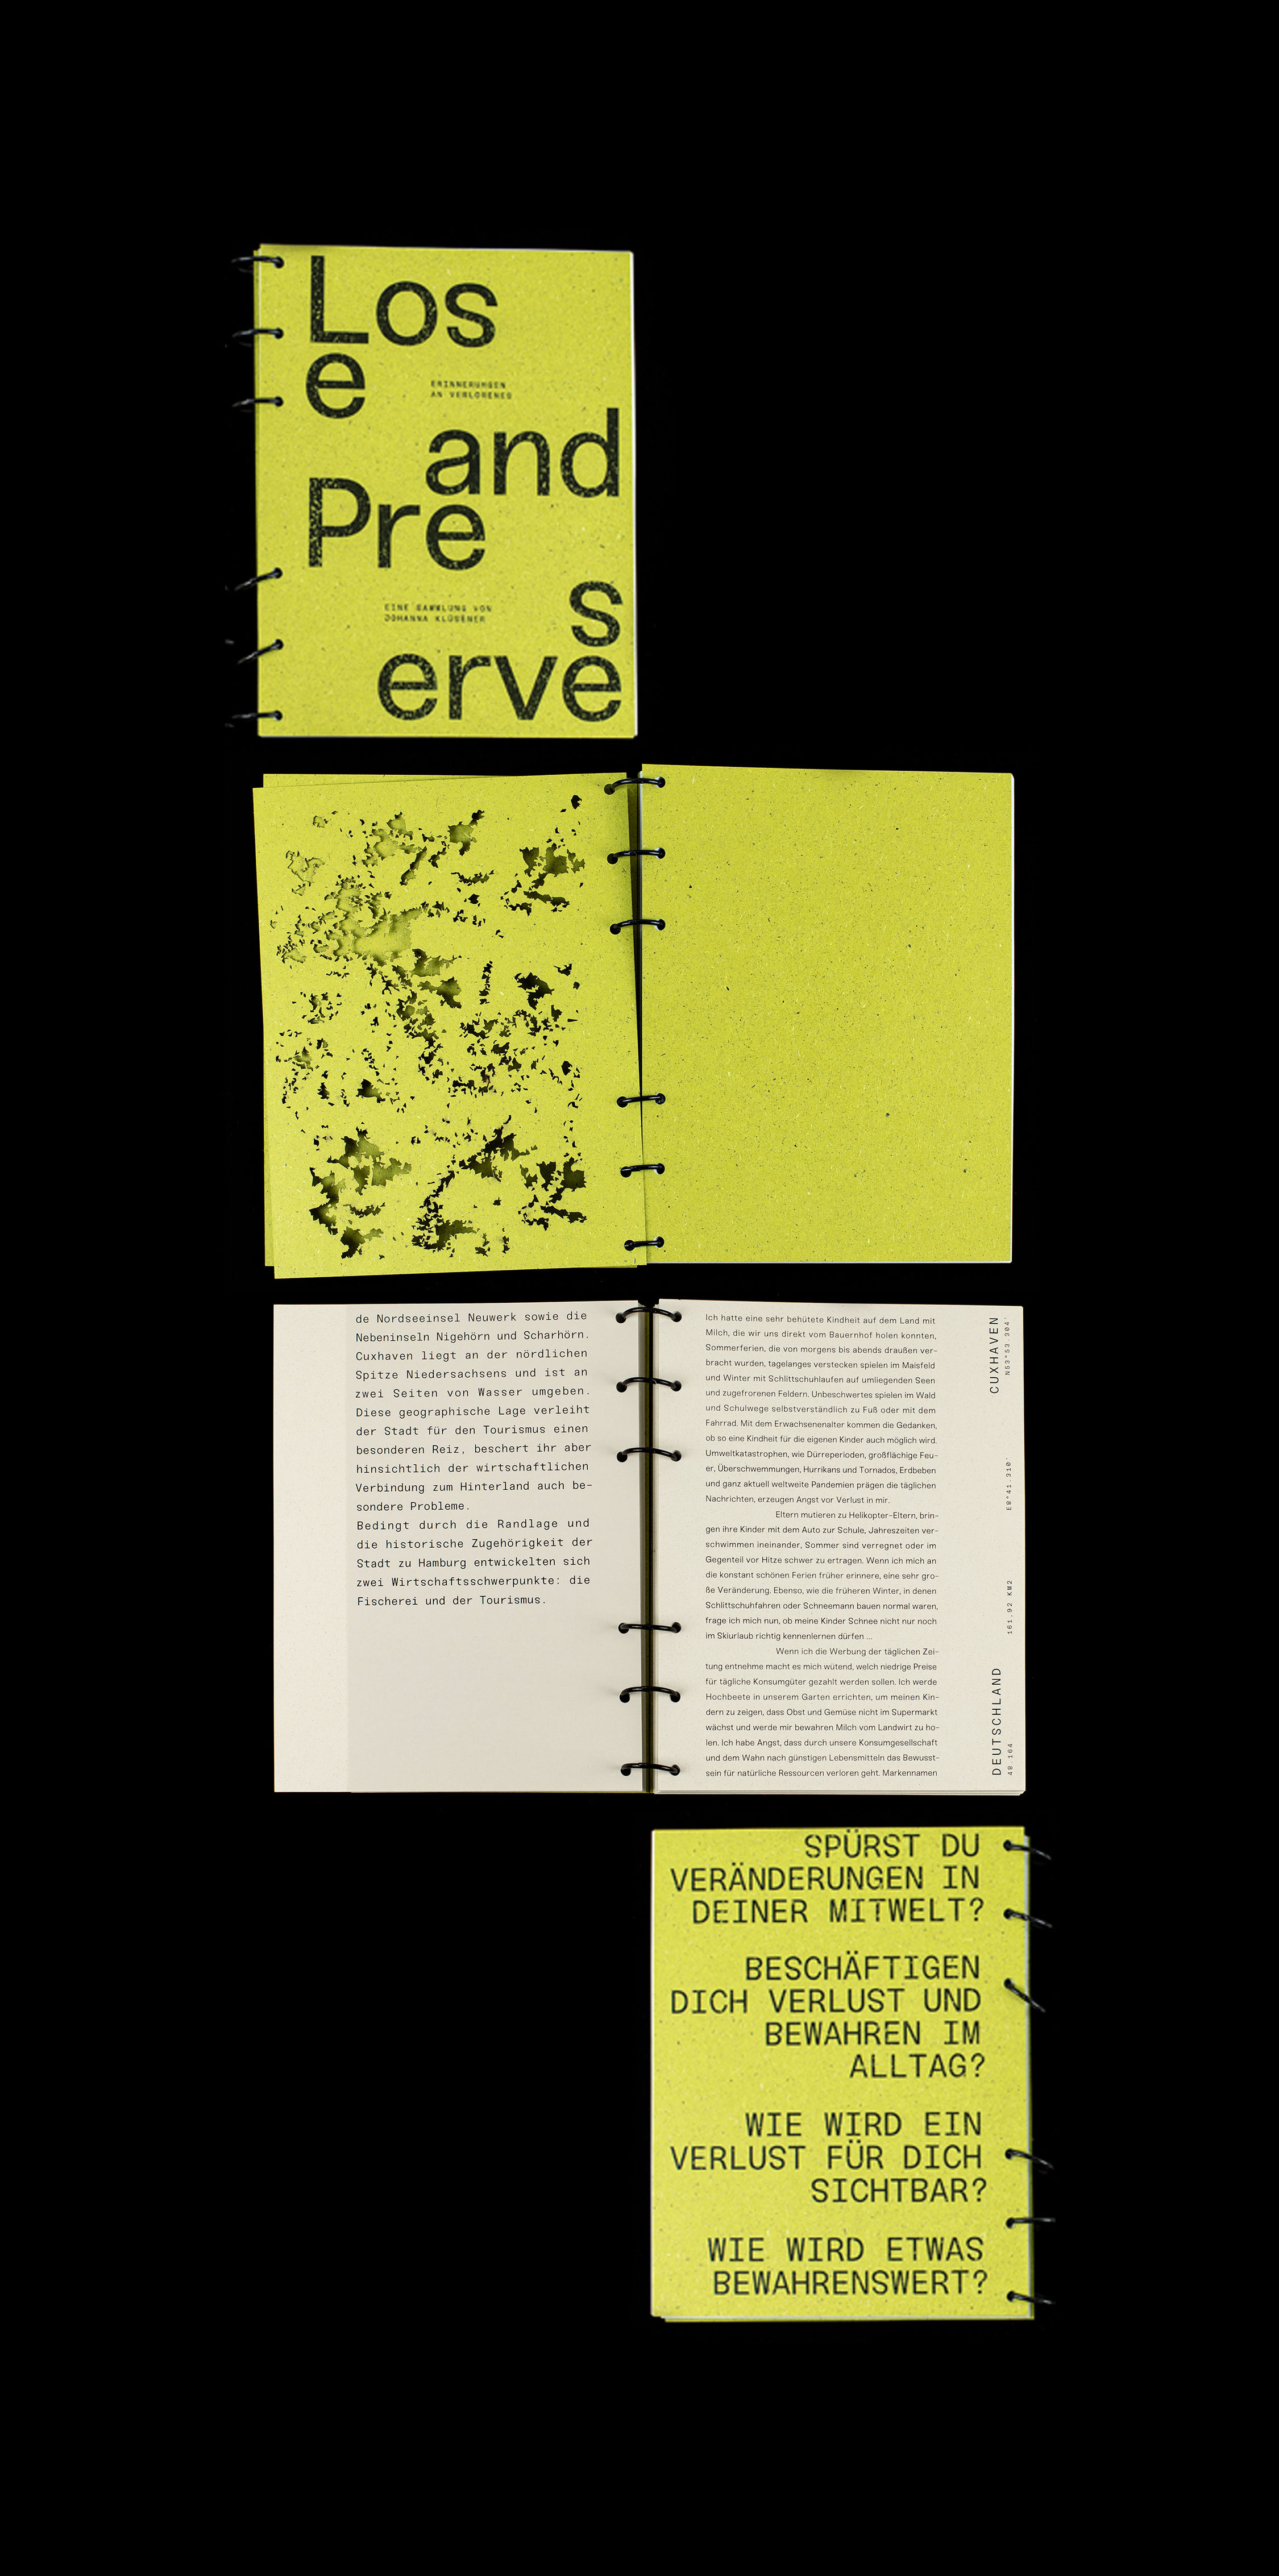 Los
e
ERINNERUNGEN
AN VERLORENES
and
Pre
EINE SAMMLUNG VON
JOHANNA KLÜSENER
s
erve
de Nordseeinsel Neuwerk sowie die
Nebeninseln Nigehörn und Scharhörn.
Cuxhaven liegt an der nördlichen
Spitze Niedersachsens und ist an
zwei Seiten von Wasser umgeben.
Diese geographische Lage verleiht
der Stadt für den Tourismus einen
besonderen Reiz, beschert ihr aber
hinsichtlich der wirtschaftlichen
Verbindung zum Hinterland auch be-
sondere Probleme.
Bedingt durch die Randlage und
die historische Zugehörigkeit der
Stadt zu Hamburg entwickelten sich
zwei Wirtschaftsschwerpunkte: die
Fischerei und der Tourismus.
Ich hatte eine sehr behütete Kindheit auf dem Land mit
Milch, die wir uns direkt vom Bauernhof holen konnten,
Sommerferien, die von morgens bis abends draußen ver-
bracht wurden, tagelanges verstecken spielen im Maisfeld
und Winter mit Schlittschuhlaufen auf umliegenden Seen
und zugefrorenen Feldern. Unbeschwertes spielen im Wald
und Schulwege selbstverständlich zu Fuß oder mit dem
Fahrrad. Mit dem Erwachsenenalter kommen die Gedanken,
ob so eine Kindheit für die eigenen Kinder auch möglich wird.
Umweltkatastrophen, wie Dürreperioden, großflächige Feu-
er, Überschwemmungen, Hurrikans und Tornados, Erdbeben
und ganz aktuell weltweite Pandemien prägen die täglichen
Nachrichten, erzeugen Angst vor Verlust in mir.
Eltern mutieren zu Helikopter-Eltern, brin-
gen ihre Kinder mit dem Auto zur Schule, Jahreszeiten ver-
schwimmen ineinander, Sommer sind verregnet oder im
Gegenteil vor Hitze schwer zu ertragen. Wenn ich mich an
die konstant schönen Ferien früher erinnere, eine sehr gro-
ße Veränderung. Ebenso, wie die früheren Winter, in denen
Schlittschuhfahren oder Schneemann bauen normal waren,
frage ich mich nun, ob meine Kinder Schnee nicht nur noch
im Skiurlaub richtig kennenlernen dürfen ...
Wenn ich die Werbung der täglichen Zei-
tung entnehme macht es mich wütend, welch niedrige Preise
für tägliche Konsumgüter gezahlt werden sollen. Ich werde
Hochbeete in unserem Garten errichten, um meinen Kin-
dern zu zeigen, dass Obst und Gemüse nicht im Supermarkt
wächst und werde mir bewahren Milch vom Landwirt zu ho-
len. Ich habe Angst, dass durch unsere Konsumgesellschaft
und dem Wahn nach günstigen Lebensmitteln das Bewusst-
sein für natürliche Ressourcen verloren geht. Markennamen
CUXHAVEN
N53°53.304'
E8°41.310'
161,92 KM2
DEUTSCHLAND
48.164
SPÜRST DU
VERÄNDERUNGEN IN
DEINER MITWELT?
BESCHÄFTIGEN
DICH VERLUST UND
BEWAHREN IM
ALLTAG?
WIE WIRD EIN
VERLUST FÜR DICH
SICHTBAR?
WIE WIRD ETWAS
BEWAHRENSWERT?